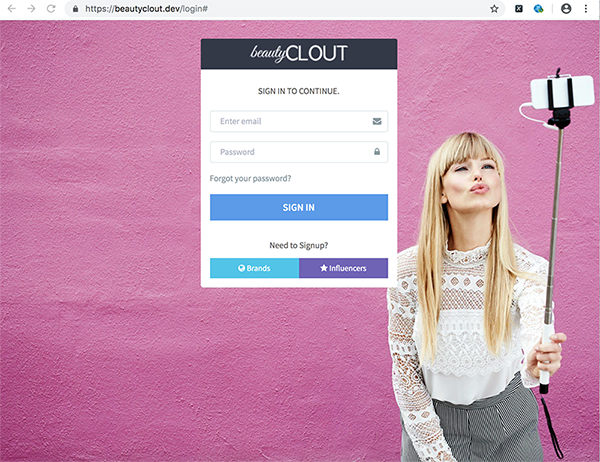 https://beautyclout.dev/login#
beautyCLOUT
SIGN IN TO CONTINUE.
Enter email
Password
Forgot your password?
SIGN IN
Need to Signup?
Brands
Influencers